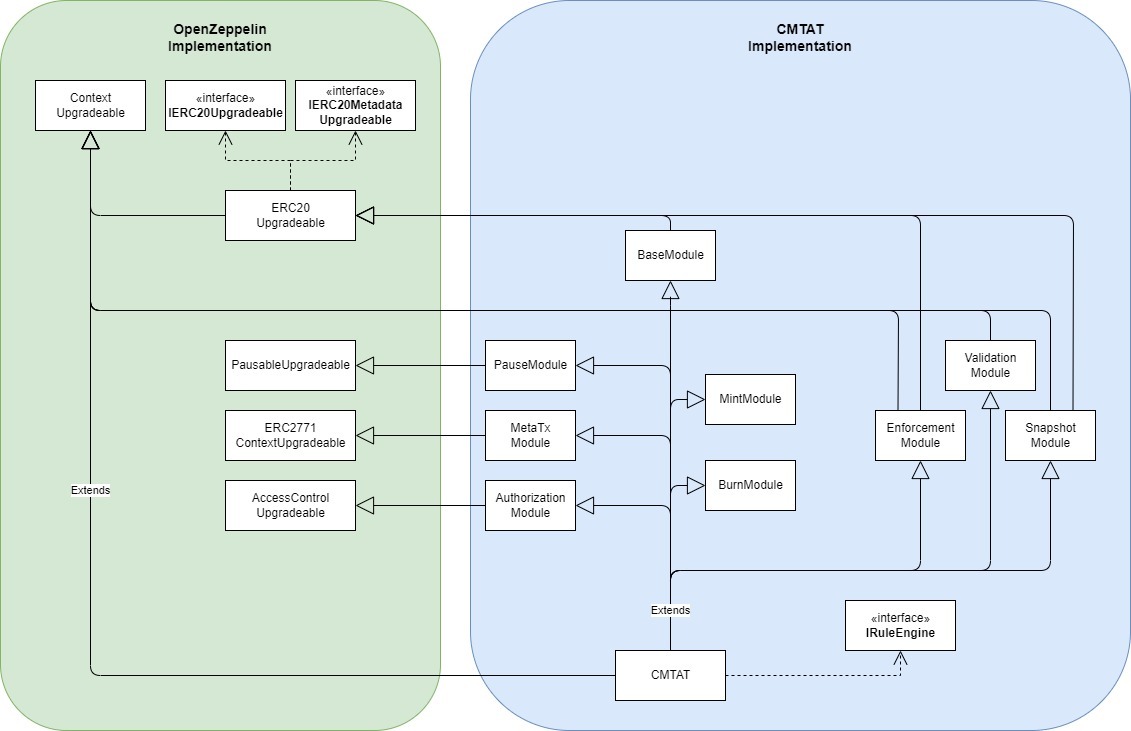 OpenZeppelin
Implementation
CMTAT
Implementation
Context
Upgradeable
«interface»
IERC20Upgradeable
«interface»
IERC20Metadata
Upgradeable
ERC20
Upgradeable
BaseModule
PausableUpgradeable
PauseModule
Validation
Module
MintModule
ERC2771
ContextUpgradeable
MetaTx
Module
Enforcement
Module
Snapshot
Module
Extends
AccessControl
Upgradeable
Authorization
Module
BurnModule
Extends
«interface»
IRuleEngine
CMTAT